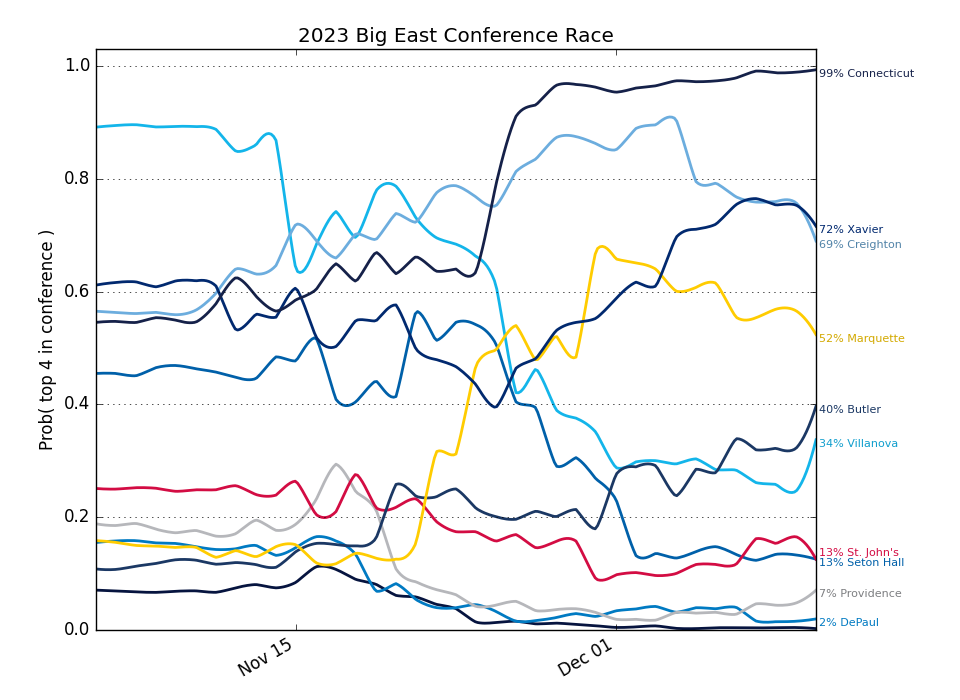 2023 Big East Conference Race
Prob( top 4 in conference )
1.0
0.8
0.6
0.4
0.2
0.0
Nov 15
Dec 01
99% Connecticut
72% Xavier
69% Creighton
52% Marquette
40% Butler
34% Villanova
13% St. John's
13% Seton Hall
7% Providence
2% DePaul